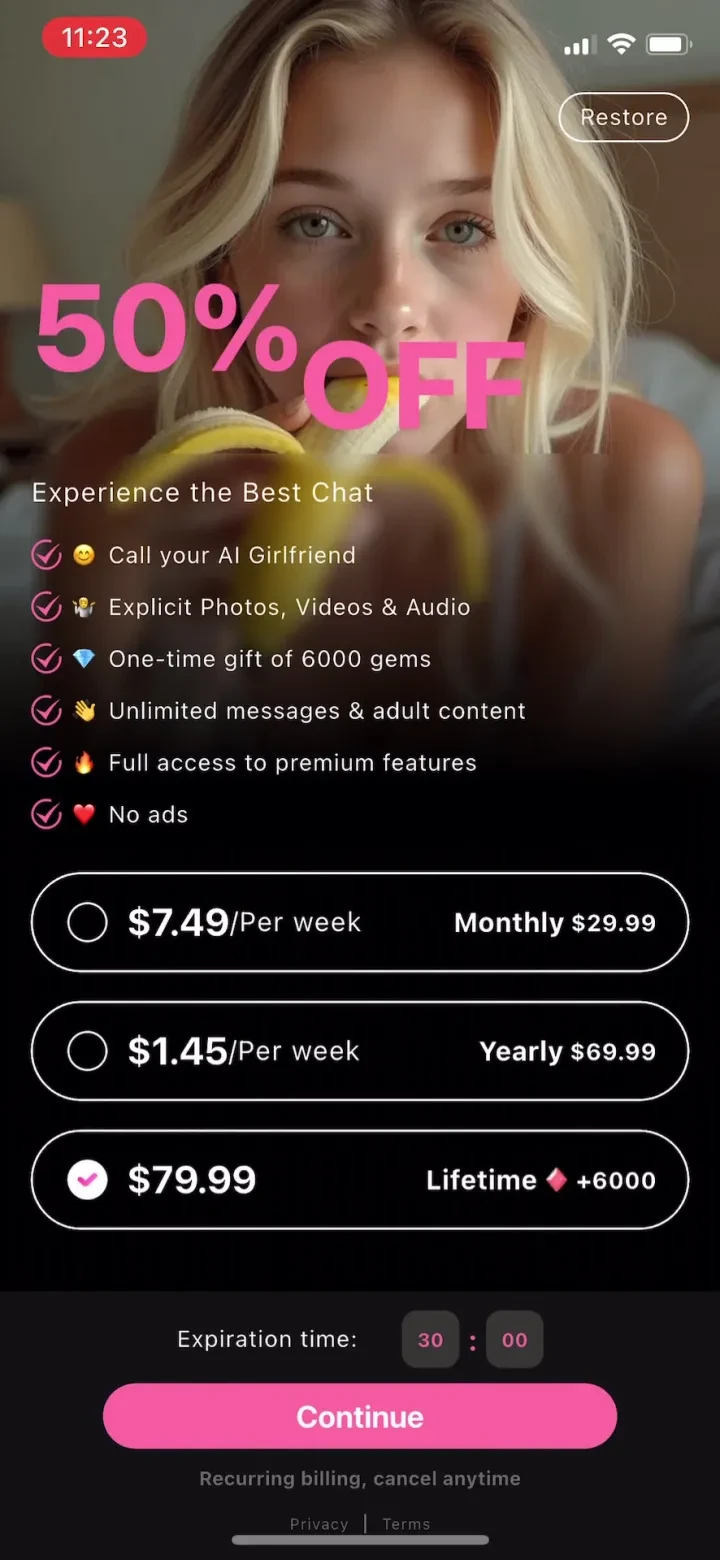 11:23
Restore
50% OFF
Experience the Best Chat
😊 Call your AI Girlfriend
🤷 Explicit Photos, Videos & Audio
💎 One-time gift of 6000 gems
👋 Unlimited messages & adult content
🔥 Full access to premium features
❤️ No ads
$7.49/Per week Monthly $29.99
$1.45/Per week Yearly $69.99
$79.99 Lifetime ♦️ +6000
Expiration time: 30 : 00
Continue
Recurring billing, cancel anytime
Privacy | Terms